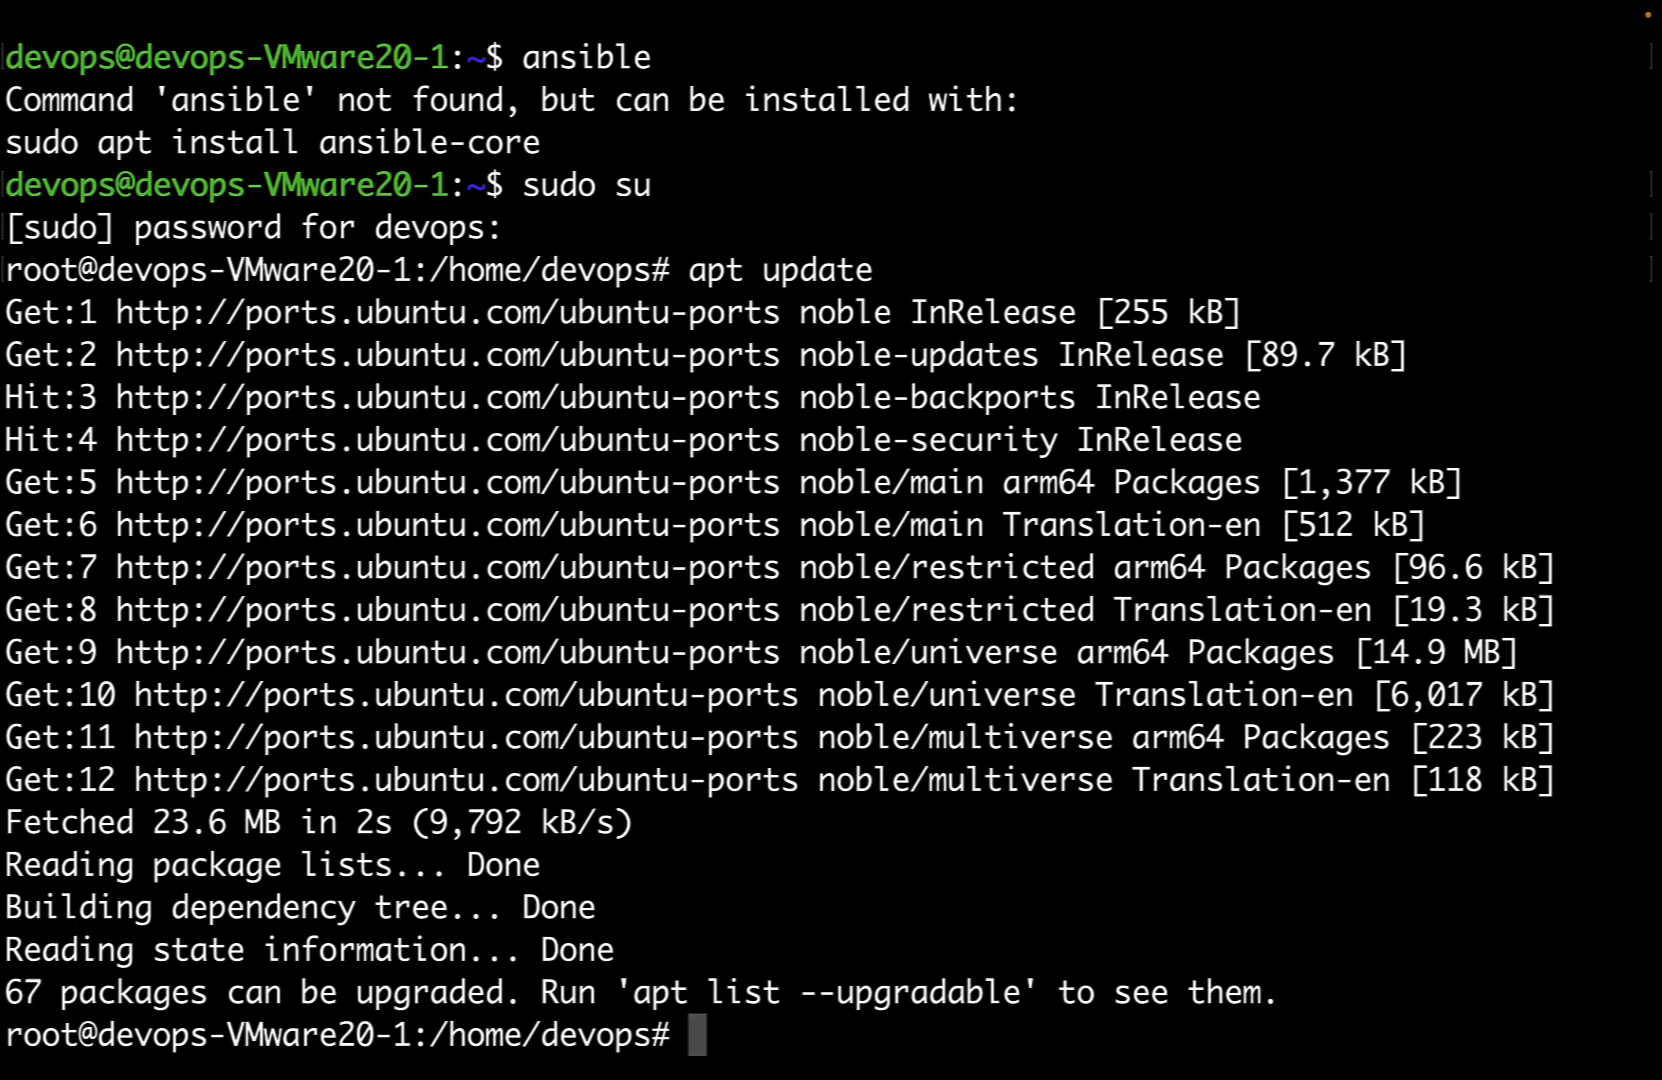 devops@devops-VMware20-1:~$ ansible
Command 'ansible' not found, but can be installed with:
sudo apt install ansible-core
devops@devops-VMware20-1:~$ sudo su
[sudo] password for devops:
root@devops-VMware20-1:/home/devops# apt update
Get:1 http://ports.ubuntu.com/ubuntu-ports noble InRelease [255 kB]
Get:2 http://ports.ubuntu.com/ubuntu-ports noble-updates InRelease [89.7 kB]
Hit:3 http://ports.ubuntu.com/ubuntu-ports noble-backports InRelease
Hit:4 http://ports.ubuntu.com/ubuntu-ports noble-security InRelease
Get:5 http://ports.ubuntu.com/ubuntu-ports noble/main arm64 Packages [1,377 kB]
Get:6 http://ports.ubuntu.com/ubuntu-ports noble/main Translation-en [512 kB]
Get:7 http://ports.ubuntu.com/ubuntu-ports noble/restricted arm64 Packages [96.6 kB]
Get:8 http://ports.ubuntu.com/ubuntu-ports noble/restricted Translation-en [19.3 kB]
Get:9 http://ports.ubuntu.com/ubuntu-ports noble/universe arm64 Packages [14.9 MB]
Get:10 http://ports.ubuntu.com/ubuntu-ports noble/universe Translation-en [6,017 kB]
Get:11 http://ports.ubuntu.com/ubuntu-ports noble/multiverse arm64 Packages [223 kB]
Get:12 http://ports.ubuntu.com/ubuntu-ports noble/multiverse Translation-en [118 kB]
Fetched 23.6 MB in 2s (9,792 kB/s)
Reading package lists... Done
Building dependency tree... Done
Reading state information... Done
67 packages can be upgraded. Run 'apt list --upgradable' to see them.
root@devops-VMware20-1:/home/devops#